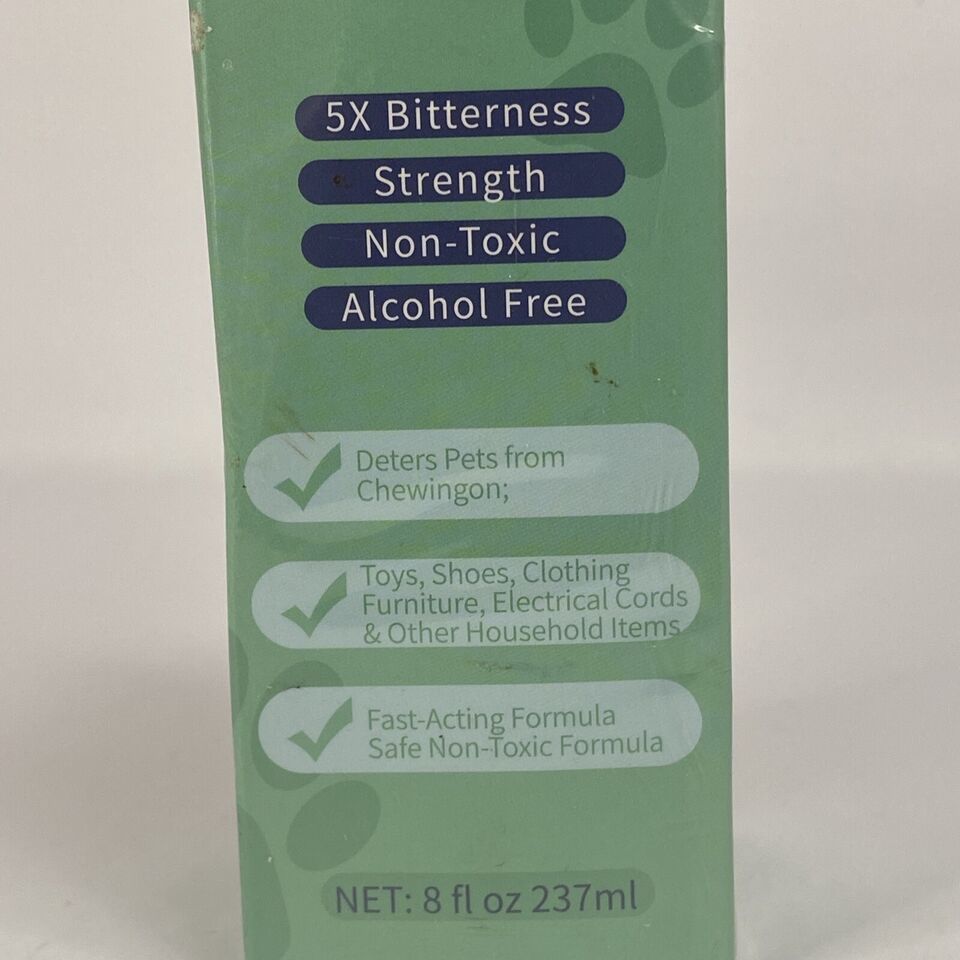 5X Bitterness
Strength
Non-Toxic
Alcohol Free
Deters Pets from
Chewingon;
Toys, Shoes, Clothing
Furniture, Electrical Cords
& Other Household Items
Fast-Acting Formula
Safe Non-Toxic Formula
NET: 8 fl oz 237ml